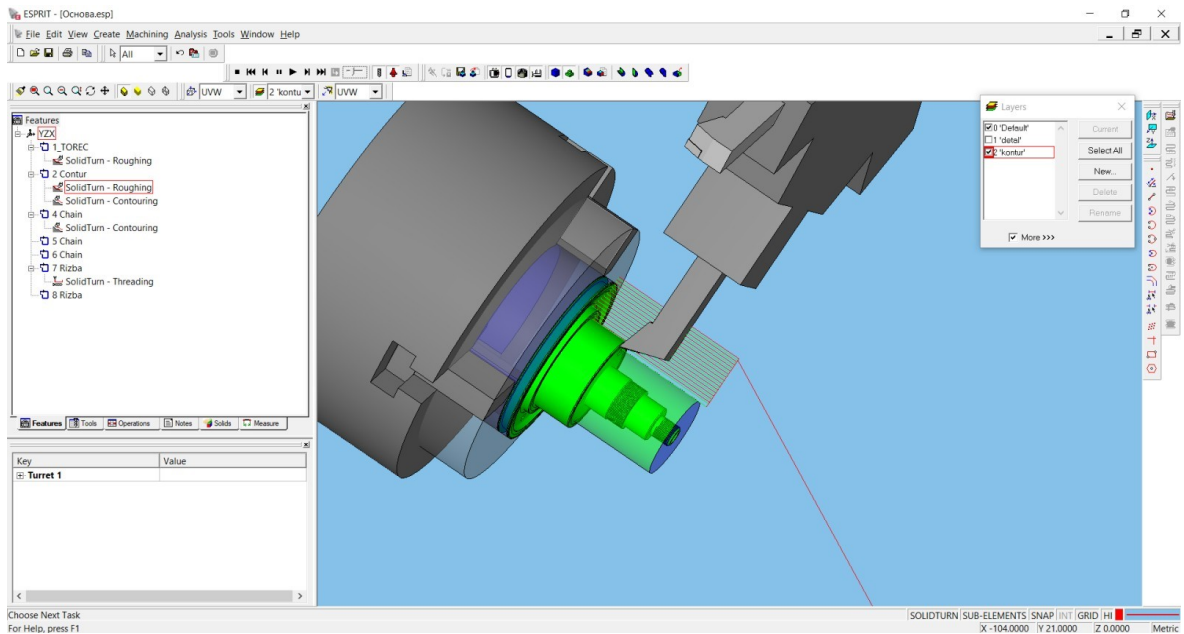 ESPRIT - [Основа.esp]
File Edit View Create Machining Analysis Tools Window Help
All
UVW 2 'kontu UVW
Features
YZX
1_TOREC
SolidTurn - Roughing
2 Contur
SolidTurn - Roughing
SolidTurn - Contouring
4 Chain
SolidTurn - Contouring
5 Chain
6 Chain
7 Rizba
SolidTurn - Threading
8 Rizba
Features Tools Operations Notes Solids Measure
Key Value
Turret 1
Layers
0 'Default' Current
1 'detal'
2 'kontur' Select All
New...
Delete
Rename
More >>>
Choose Next Task SOLIDTURN SUB-ELEMENTS SNAP INT GRID HI
For Help, press F1 X -104.0000 Y 21.0000 Z 0.0000 Metric